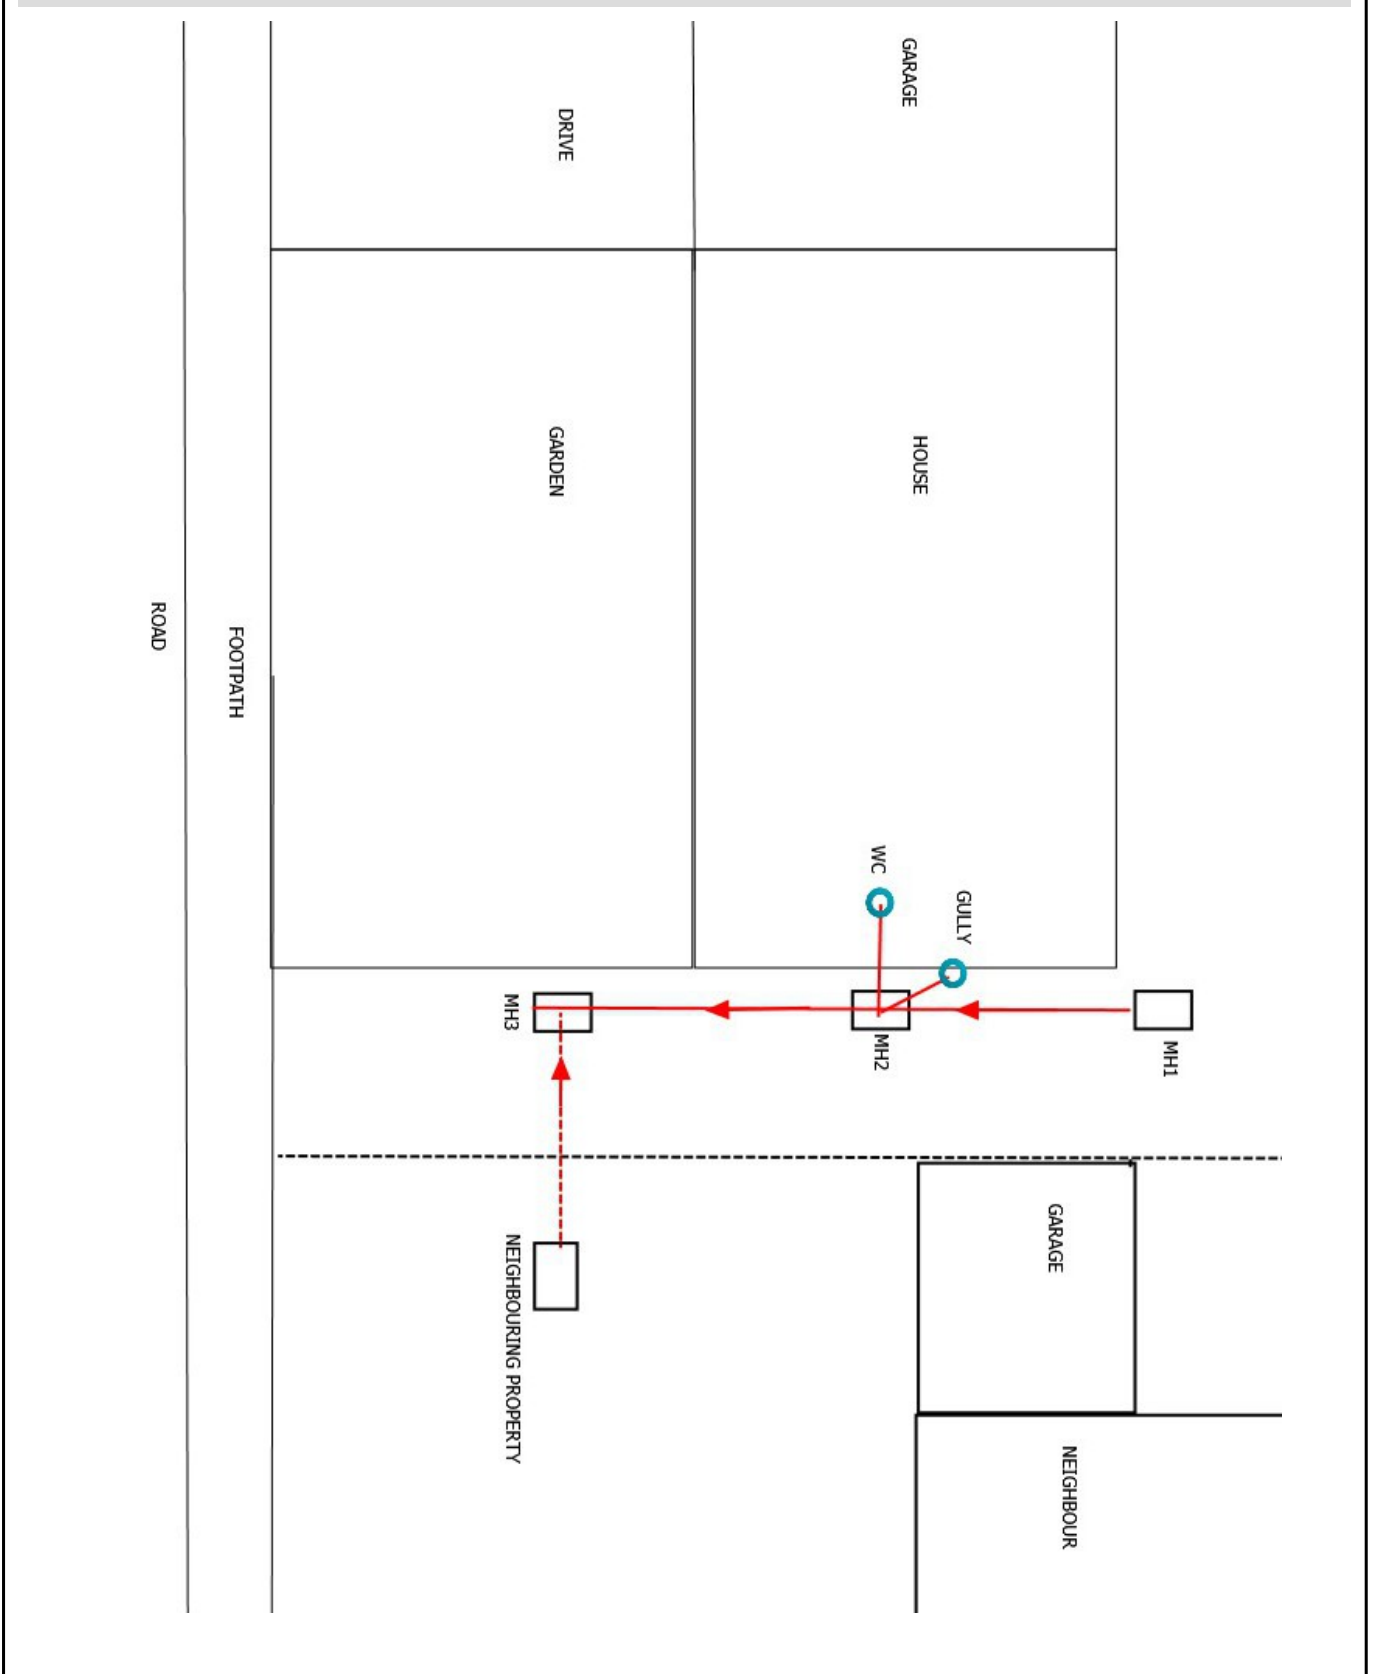 GARAGE
DRIVE
HOUSE
GARDEN
ROAD
FOOTPATH
WC
GULLY
MH3
MH2
MH1
GARAGE
NEIGHBOURING PROPERTY
NEIGHBOUR